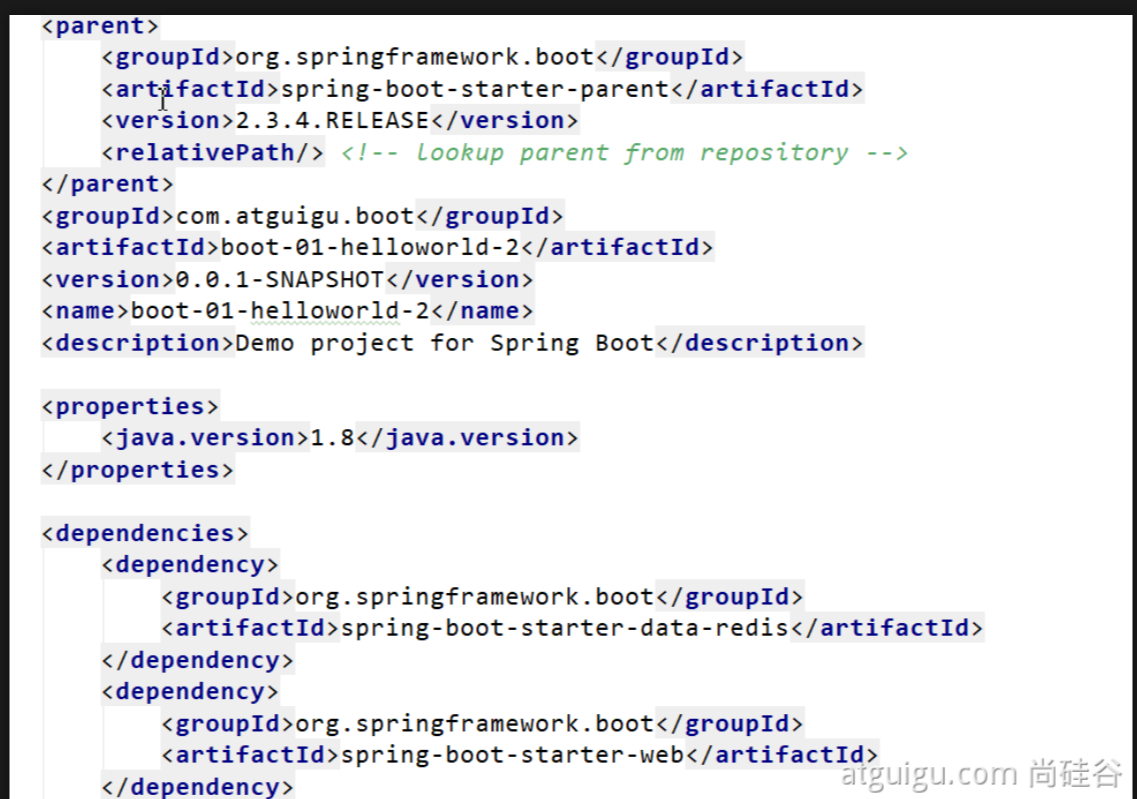 <parent>
<groupId>org.springframework.boot</groupId>
<artifactId>spring-boot-starter-parent</artifactId>
<version>2.3.4.RELEASE</version>
<relativePath/> <!-- lookup parent from repository -->
</parent>
<groupId>com.atguigu.boot</groupId>
<artifactId>boot-01-helloworld-2</artifactId>
<version>0.0.1-SNAPSHOT</version>
<name>boot-01-helloworld-2</name>
<description>Demo project for Spring Boot</description>
<properties>
<java.version>1.8</java.version>
</properties>
<dependencies>
<dependency>
<groupId>org.springframework.boot</groupId>
<artifactId>spring-boot-starter-data-redis</artifactId>
</dependency>
<dependency>
<groupId>org.springframework.boot</groupId>
<artifactId>spring-boot-starter-web</artifactId>
</dependency>
atguigu.com 尚硅谷